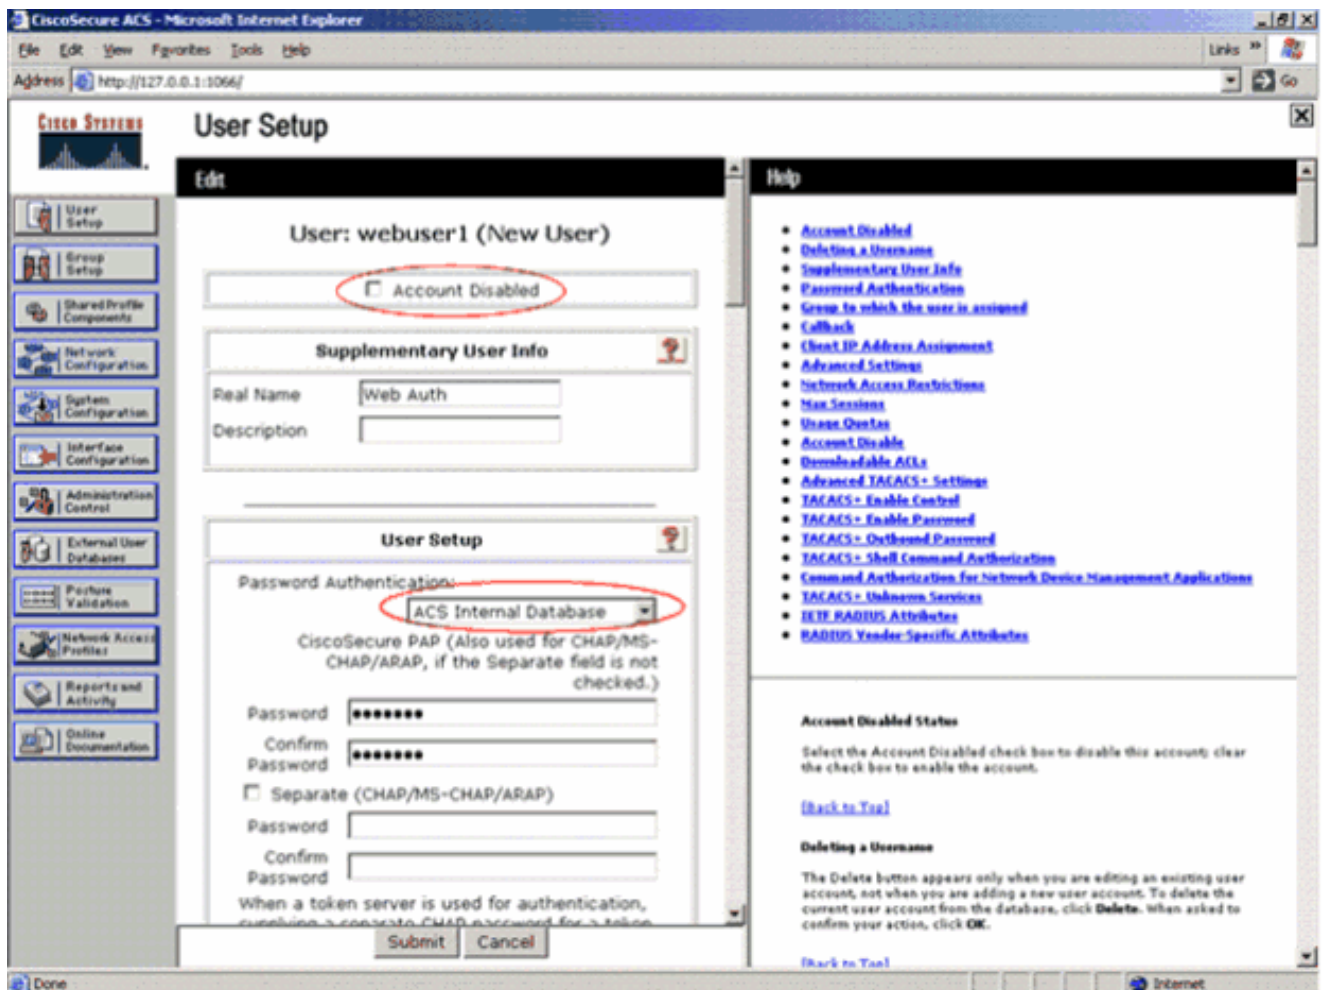 CiscoSecure ACS - Microsoft Internet Explorer
File Edit View Favorites Tools Help
Links »
Address http://127.0.0.1:1066/
Go
CISCO SYSTEMS
User Setup
User Setup
Group Setup
Shared Profile Components
Network Configuration
System Configuration
Interface Configuration
Administration Control
External User Databases
Posture Validation
Network Access Profiles
Reports and Activity
Online Documentation
Edit
User: webuser1 (New User)
Account Disabled
Supplementary User Info
Real Name Web Auth
Description
User Setup
Password Authentication:
ACS Internal Database
CiscoSecure PAP (Also used for CHAP/MS-
CHAP/ARAP, if the Separate field is not
checked.)
Password •••••••
Confirm
Password •••••••
Separate (CHAP/MS-CHAP/ARAP)
Password
Confirm
Password
When a token server is used for authentication,
supplying a separate CHAP password for a token
Submit Cancel
Help
Account Disabled
Deleting a Username
Supplementary User Info
Password Authentication
Group to which the user is assigned
Callback
Client IP Address Assignment
Advanced Settings
Network Access Restrictions
Max Sessions
Usage Quotas
Account Disable
Downloadable ACLs
Advanced TACACS+ Settings
TACACS+ Enable Control
TACACS+ Enable Password
TACACS+ Outbound Password
TACACS+ Shell Command Authorization
Command Authorization for Network Device Management Applications
TACACS+ Unknown Services
IETF RADIUS Attributes
RADIUS Vendor-Specific Attributes
Account Disabled Status
Select the Account Disabled check box to disable this account; clear
the check box to enable the account.
[Back to Top]
Deleting a Username
The Delete button appears only when you are editing an existing user
account, not when you are adding a new user account. To delete the
current user account from the database, click Delete. When asked to
confirm your action, click OK.
[Back to Top]
Done
Internet